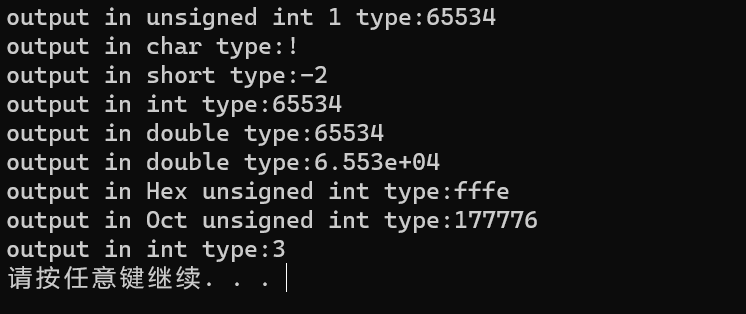 output in unsigned int 1 type:65534
output in char type:!
output in short type:-2
output in int type:65534
output in double type:65534
output in double type:6.553e+04
output in Hex unsigned int type:fffe
output in Oct unsigned int type:177776
output in int type:3
请按任意键继续. . .